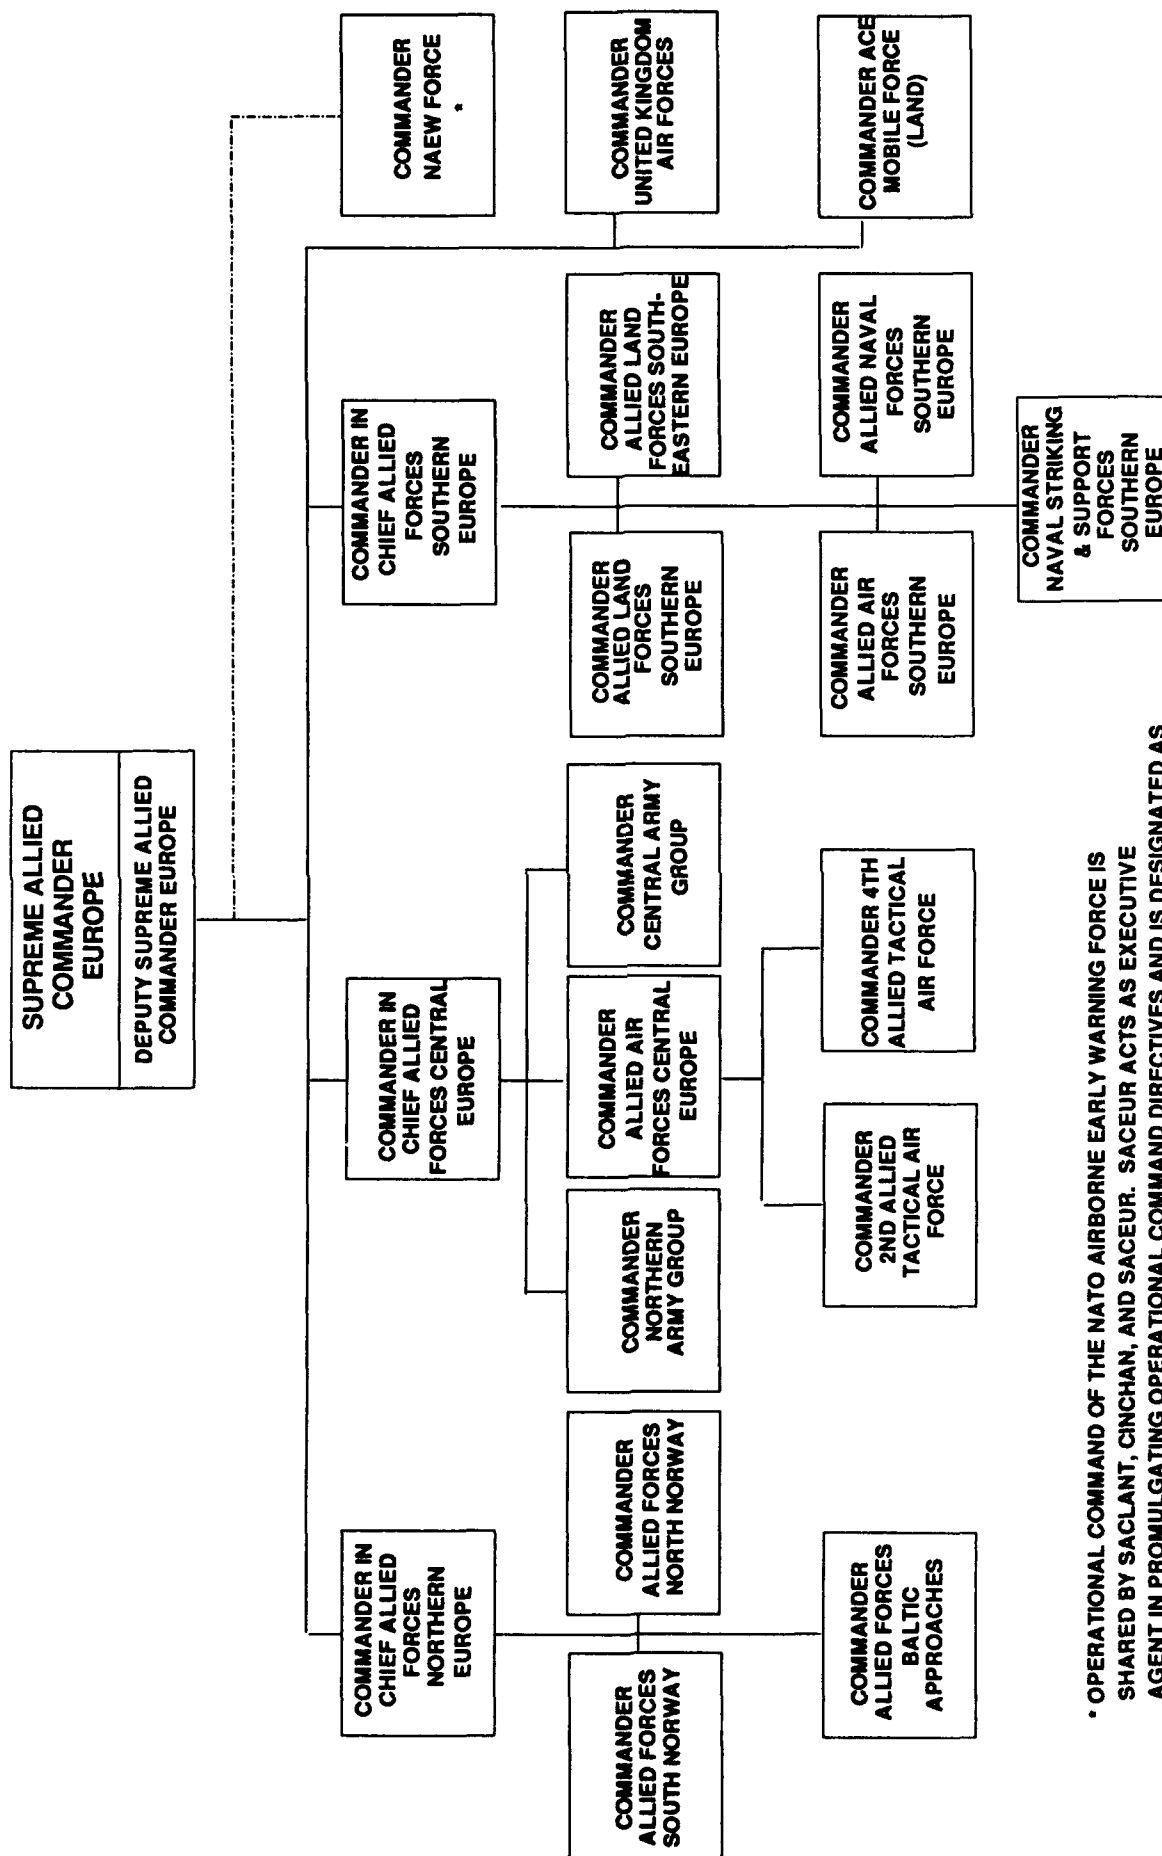 SUPREME ALLIED
COMMANDER
EUROPE
DEPUTY SUPREME ALLIED
COMMANDER EUROPE
COMMANDER IN
CHIEF ALLIED
FORCES
NORTHERN
EUROPE
COMMANDER IN
CHIEF ALLIED
FORCES CENTRAL
EUROPE
COMMANDER IN
CHIEF ALLIED
FORCES
SOUTHERN
EUROPE
COMMANDER
NAEW FORCE
*
COMMANDER
ALLIED FORCES
SOUTH NORWAY
COMMANDER
ALLIED FORCES
NORTH NORWAY
COMMANDER
NORTHERN
ARMY GROUP
COMMANDER
ALLIED AIR
FORCES CENTRAL
EUROPE
COMMANDER
CENTRAL ARMY
GROUP
COMMANDER
ALLIED LAND
FORCES
SOUTHERN
EUROPE
COMMANDER
ALLIED LAND
FORCES SOUTH-
EASTERN EUROPE
COMMANDER
UNITED KINGDOM
AIR FORCES
COMMANDER
ALLIED FORCES
BALTIC
APPROACHES
COMMANDER
2ND ALLIED
TACTICAL AIR
FORCE
COMMANDER 4TH
ALLIED TACTICAL
AIR FORCE
COMMANDER
ALLIED AIR
FORCES
SOUTHERN
EUROPE
COMMANDER
ALLIED NAVAL
FORCES
SOUTHERN
EUROPE
COMMANDER ACE
MOBILE FORCE
(LAND)
COMMANDER
NAVAL STRIKING
& SUPPORT
FORCES
SOUTHERN
EUROPE
* OPERATIONAL COMMAND OF THE NATO AIRBORNE EARLY WARNING FORCE IS
SHARED BY SACLANT, CINCHAN, AND SACEUR. SACEUR ACTS AS EXECUTIVE
AGENT IN PROMULGATING OPERATIONAL COMMAND DIRECTIVES AND IS DESIGNATED AS